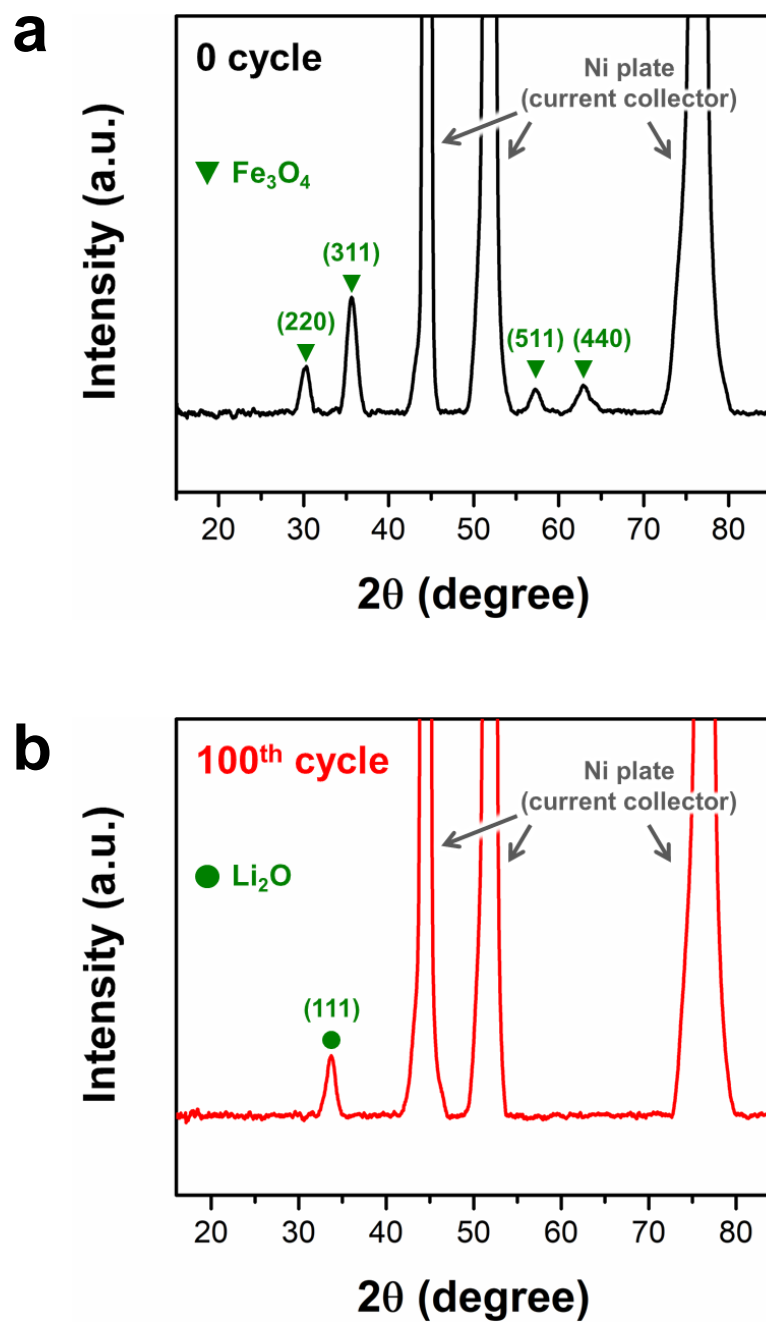 a
0 cycle
Ni plate
(current collector)
▼ Fe₃O₄
(311)
(220)
(511) (440)
Intensity (a.u.)
20 30 40 50 60 70 80
2θ (degree)
b
100th cycle
Ni plate
(current collector)
● Li₂O
(111)
Intensity (a.u.)
20 30 40 50 60 70 80
2θ (degree)